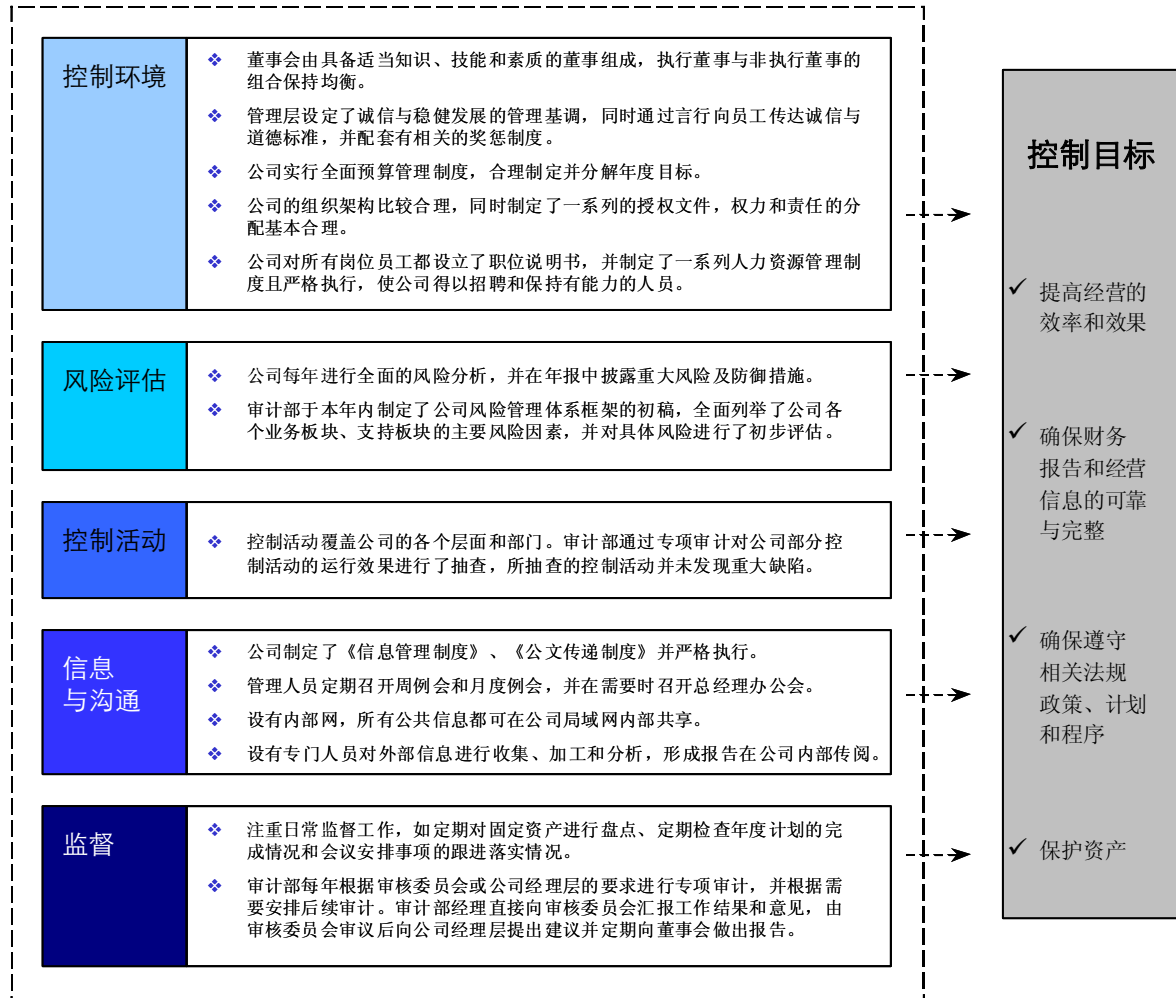 控制环境
董事会由具备适当知识、技能和素质的董事组成，执行董事与非执行董事的
组合保持均衡。
管理层设定了诚信与稳健发展的管理基调，同时通过言行向员工传达诚信与
道德标准，并配套有相关的奖惩制度。
公司实行全面预算管理制度，合理制定并分解年度目标。
公司的组织架构比较合理，同时制定了一系列的授权文件，权力和责任的分
配基本合理。
公司对所有岗位员工都设立了职位说明书，并制定了一系列人力资源管理制
度且严格执行，使公司得以招聘和保持有能力的人员。
风险评估
公司每年进行全面的风险分析，并在年报中披露重大风险及防御措施。
审计部于本年内制定了公司风险管理体系框架的初稿，全面列举了公司各
个业务板块、支持板块的主要风险因素，并对具体风险进行了初步评估。
控制活动
控制活动覆盖公司的各个层面和部门。审计部通过专项审计对公司部分控
制活动的运行效果进行了抽查，所抽查的控制活动并未发现重大缺陷。
信息
与沟通
公司制定了《信息管理制度》、《公文传递制度》并严格执行。
管理人员定期召开周例会和月度例会，并在需要时召开总经理办公会。
设有内部网，所有公共信息都可在公司局域网内部共享。
设有专门人员对外部信息进行收集、加工和分析，形成报告在公司内部传阅。
监督
注重日常监督工作，如定期对固定资产进行盘点、定期检查年度计划的完
成情况和会议安排事项的跟进落实情况。
审计部每年根据审核委员会或公司经理层的要求进行专项审计，并根据需
要安排后续审计。审计部经理直接向审核委员会汇报工作结果和意见，由
审核委员会审议后向公司经理层提出建议并定期向董事会做出报告。
控制目标
提高经营的
效率和效果
确保财务
报告和经营
信息的可靠
与完整
确保遵守
相关法规
政策、计划
和程序
保护资产